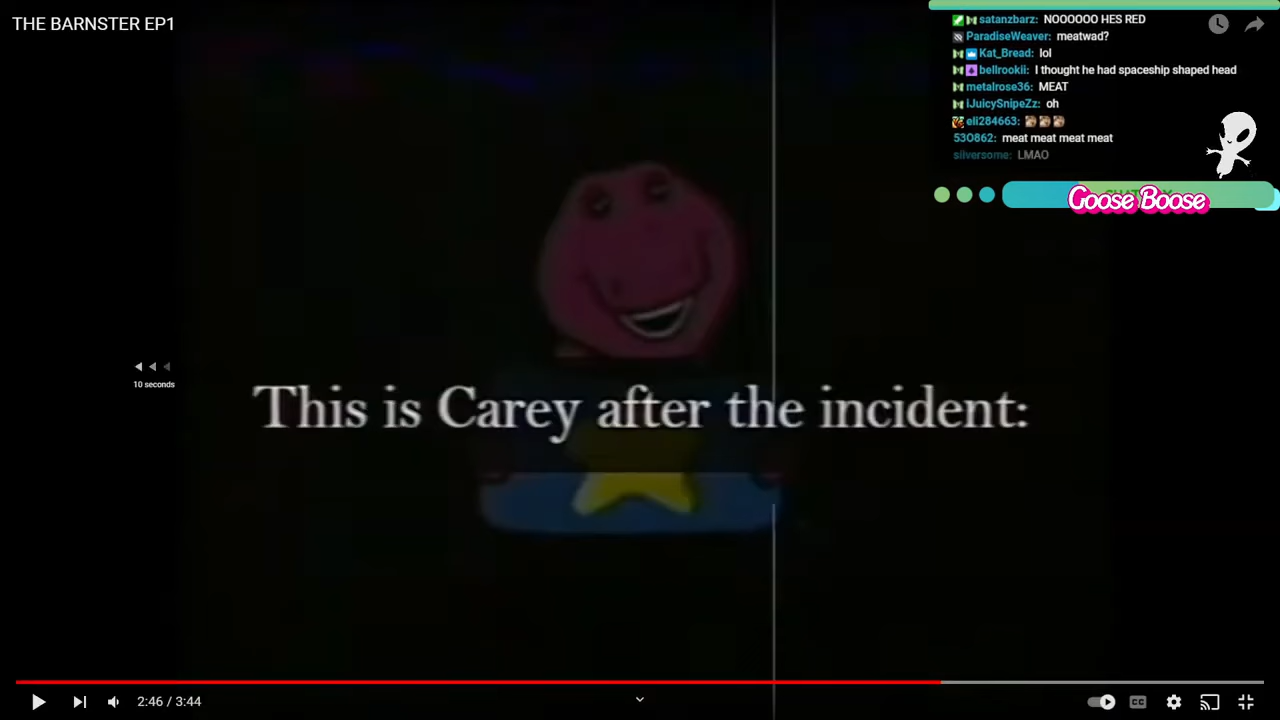 THE BARNSTER EP1
satanzbarz: NOOOOOO HES RED
ParadiseWeaver: meatwad?
Kat_Bread: lol
bellrookii: I thought he had spaceship shaped head
metalrose36: MEAT
iJuicySnipeZz: oh
eli284663:
530862: meat meat meat meat
silversome: LMAO
Goose Boose
10 seconds
This is Carey after the incident:
2:46 / 3:44
CC